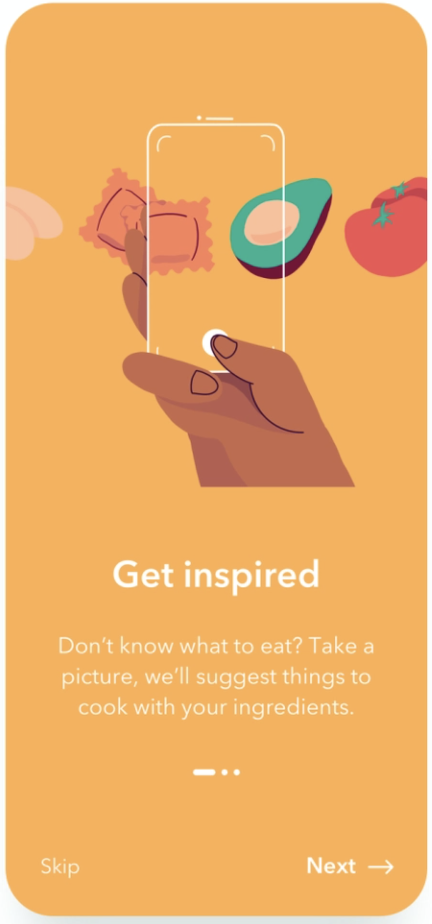 Get inspired
Don’t know what to eat? Take a
picture, we’ll suggest things to
cook with your ingredients.
Skip
Next →